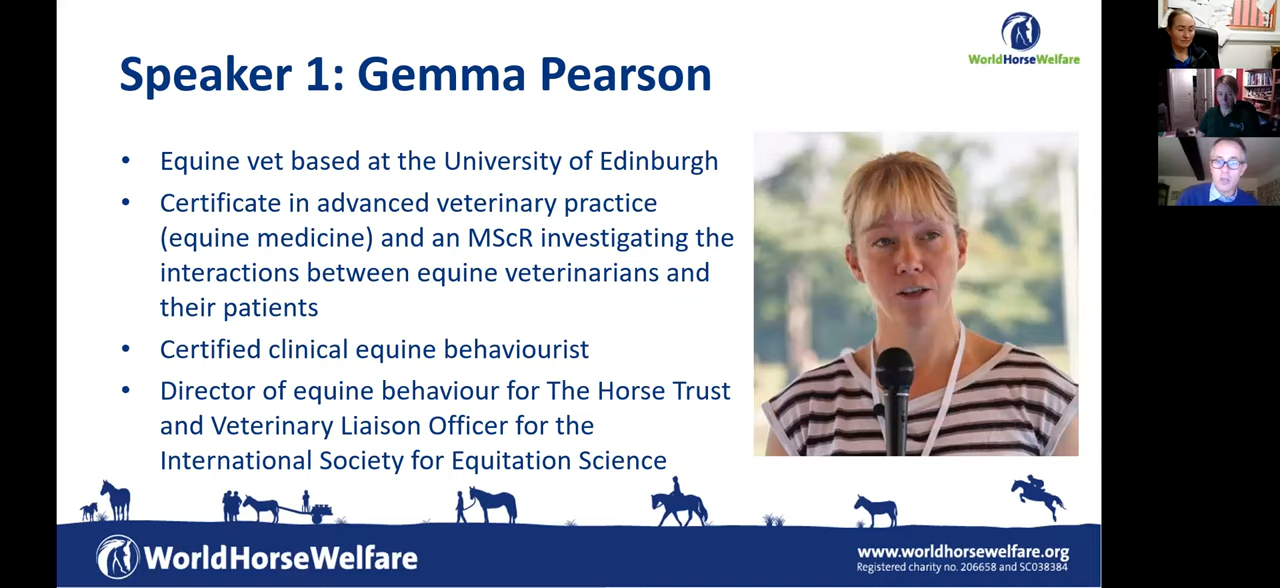 WorldHorseWelfare
Speaker 1: Gemma Pearson
• Equine vet based at the University of Edinburgh
• Certificate in advanced veterinary practice
(equine medicine) and an MScR investigating the
interactions between equine veterinarians and
their patients
• Certified clinical equine behaviourist
• Director of equine behaviour for The Horse Trust
and Veterinary Liaison Officer for the
International Society for Equitation Science
WorldHorseWelfare
www.worldhorsewelfare.org
Registered charity no. 206658 and SC038384